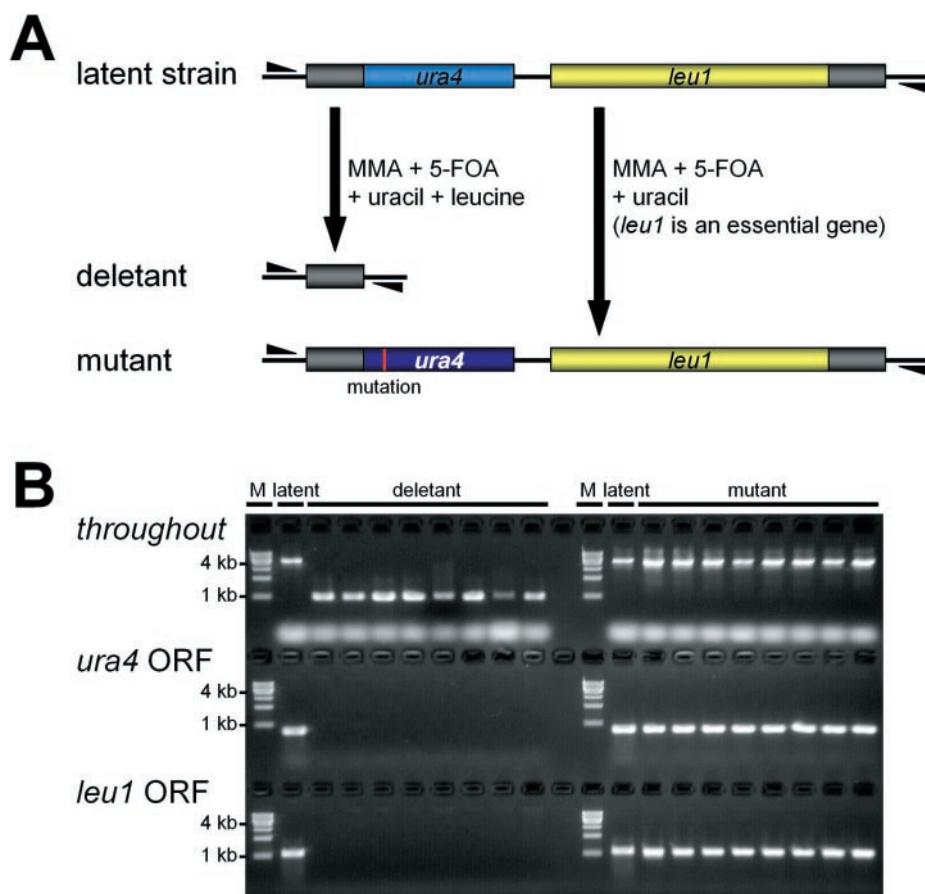 A
latent strain
ura4
leu1
MMA + 5-FOA
+ uracil + leucine
MMA + 5-FOA
+ uracil
(leu1 is an essential gene)
deletant
mutant
ura4
leu1
mutation
B
M latent deletant M latent mutant
throughout
4 kb
1 kb
ura4 ORF
4 kb
1 kb
leu1 ORF
4 kb
1 kb